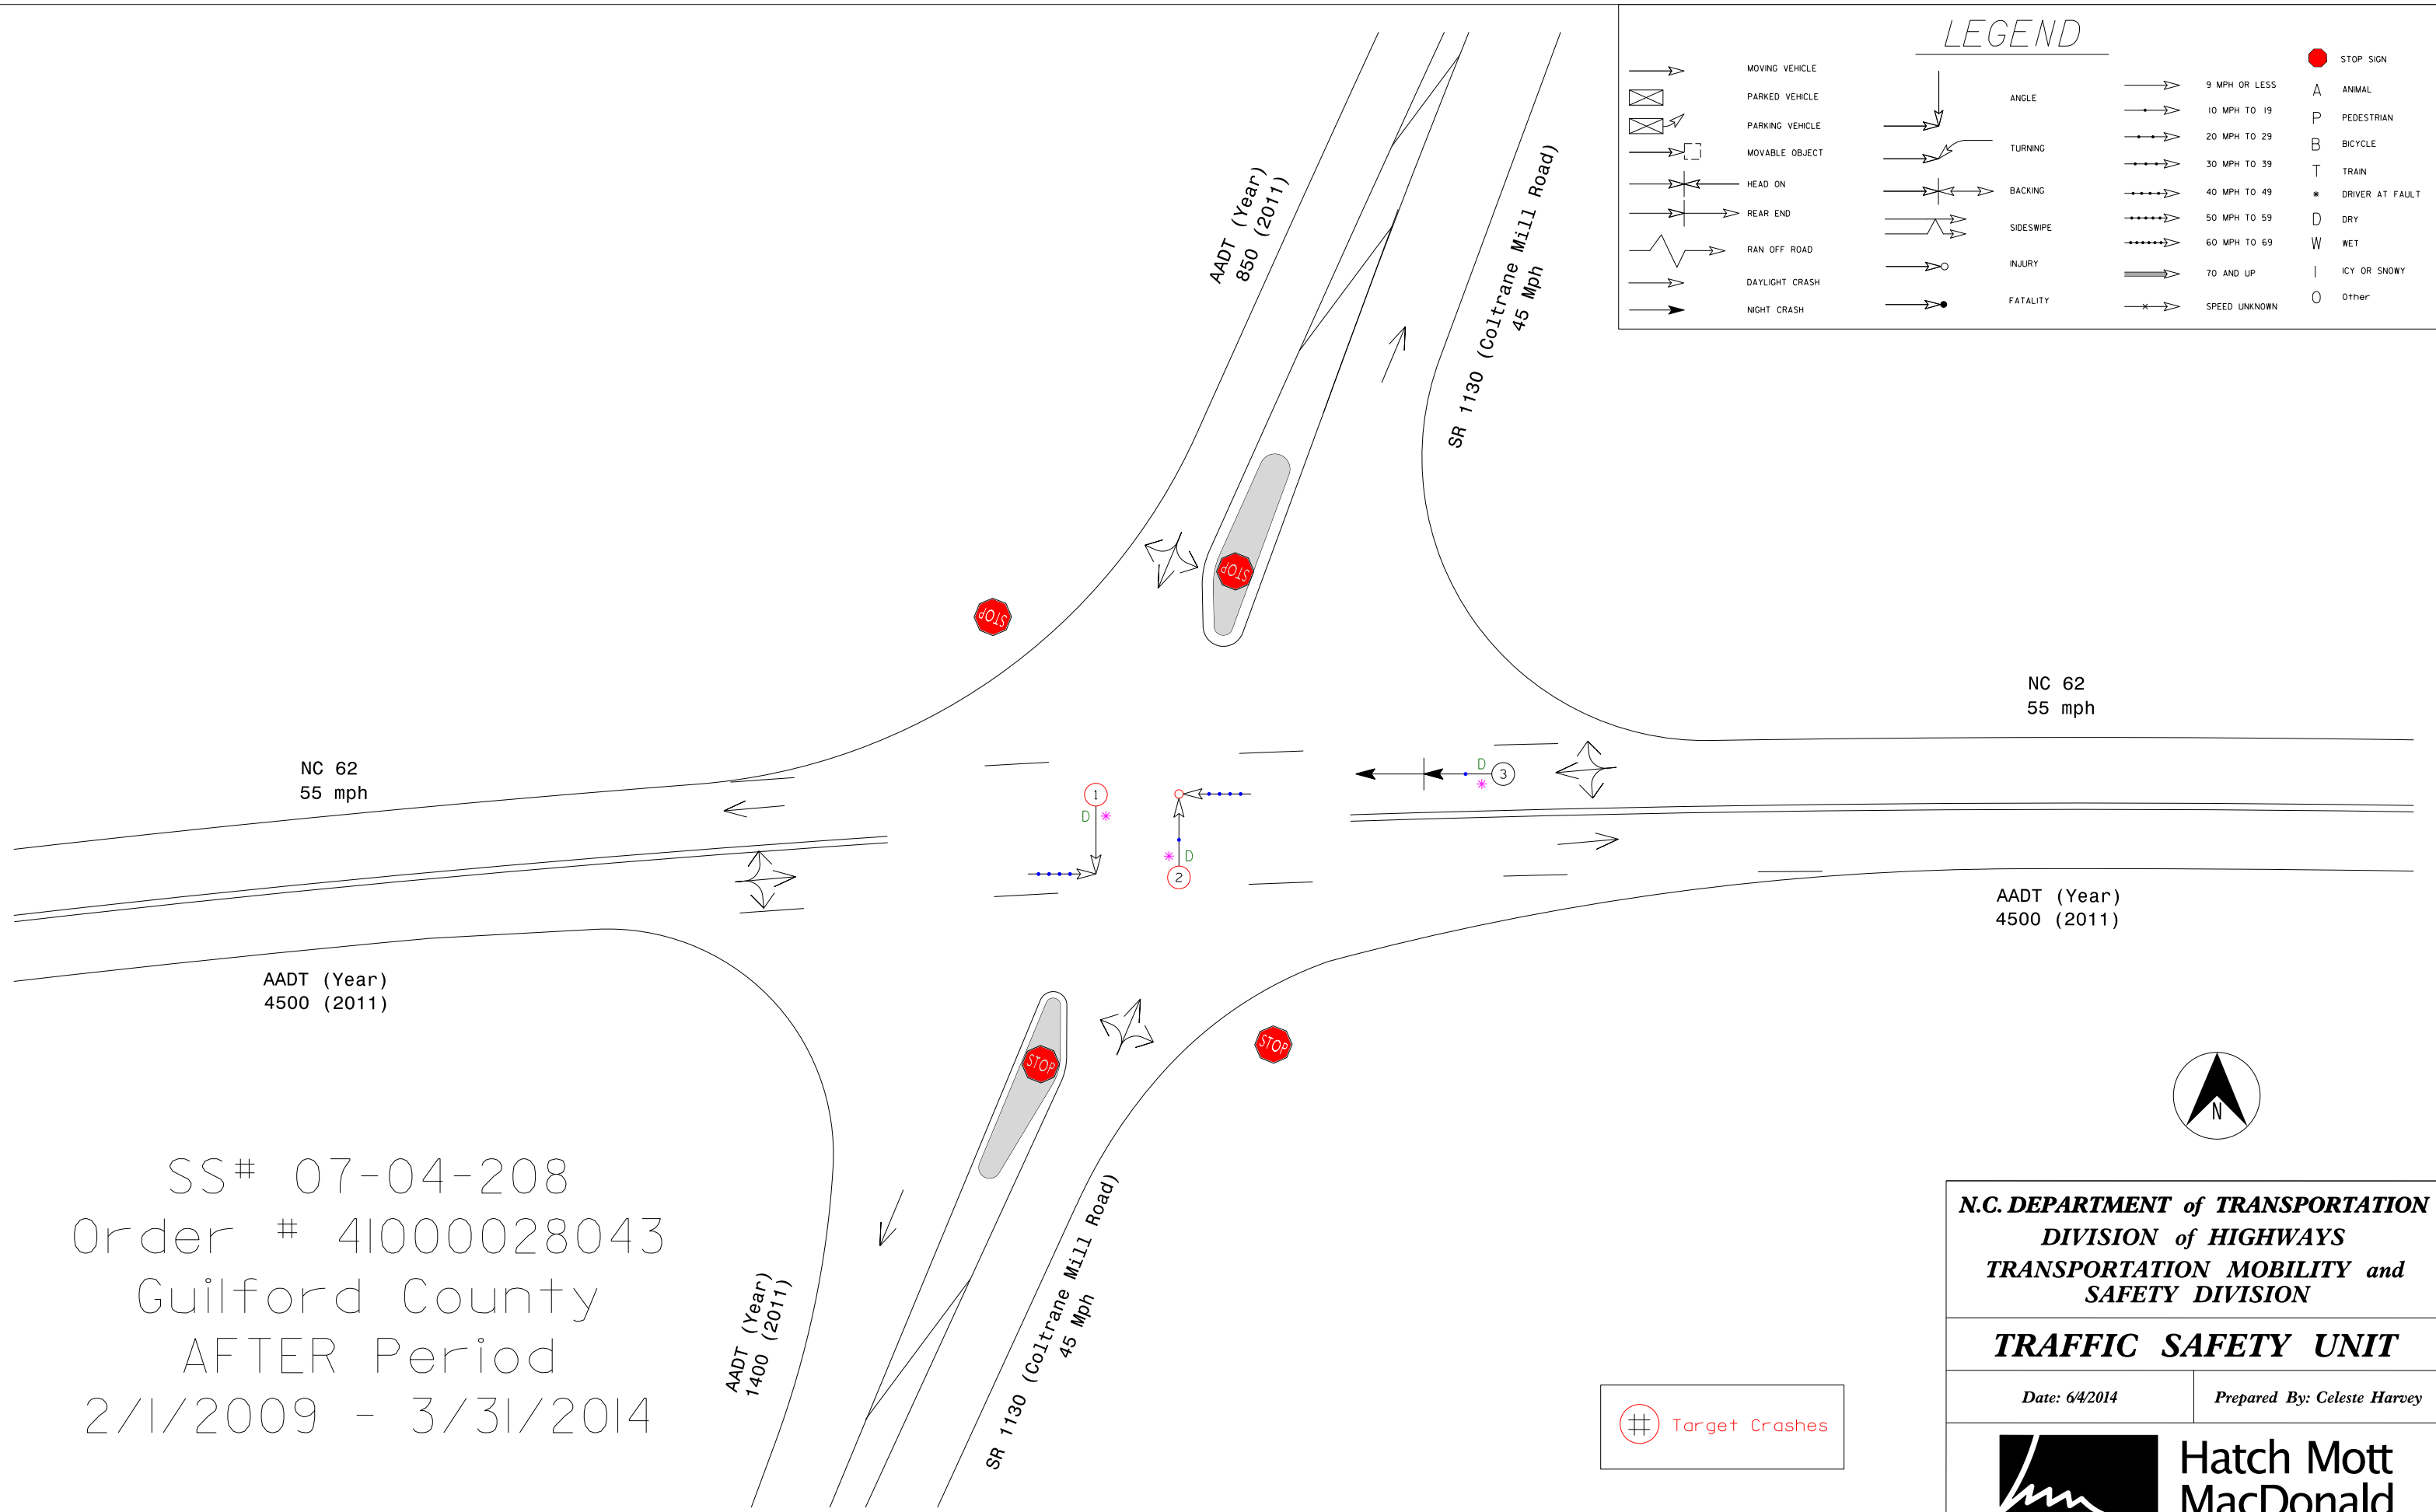 LEGEND
MOVING VEHICLE
PARKED VEHICLE
PARKING VEHICLE
MOVABLE OBJECT
HEAD ON
REAR END
RAN OFF ROAD
DAYLIGHT CRASH
NIGHT CRASH
ANGLE
TURNING
BACKING
SIDESWIPE
INJURY
FATALITY
9 MPH OR LESS
10 MPH TO 19
20 MPH TO 29
30 MPH TO 39
40 MPH TO 49
50 MPH TO 59
60 MPH TO 69
70 AND UP
SPEED UNKNOWN
STOP SIGN
A ANIMAL
P PEDESTRIAN
B BICYCLE
T TRAIN
* DRIVER AT FAULT
D DRY
W WET
I ICY OR SNOWY
O Other
AADT (Year)
850 (2011)
SR 1130 (Coltrane Mill Road)
45 Mph
STOP
STOP
NC 62
55 mph
NC 62
55 mph
D 3
*
1
D *
* D
2
AADT (Year)
4500 (2011)
AADT (Year)
4500 (2011)
STOP
STOP
N
AADT (Year)
1400 (2011)
SR 1130 (Coltrane Mill Road)
45 Mph
SS# 07-04-208
Order # 41000028043
Guilford County
AFTER Period
2/1/2009 - 3/31/2014
# Target Crashes
N.C. DEPARTMENT of TRANSPORTATION
DIVISION of HIGHWAYS
TRANSPORTATION MOBILITY and
SAFETY DIVISION
TRAFFIC SAFETY UNIT
Date: 6/4/2014
Prepared By: Celeste Harvey
Hatch Mott
MacDonald